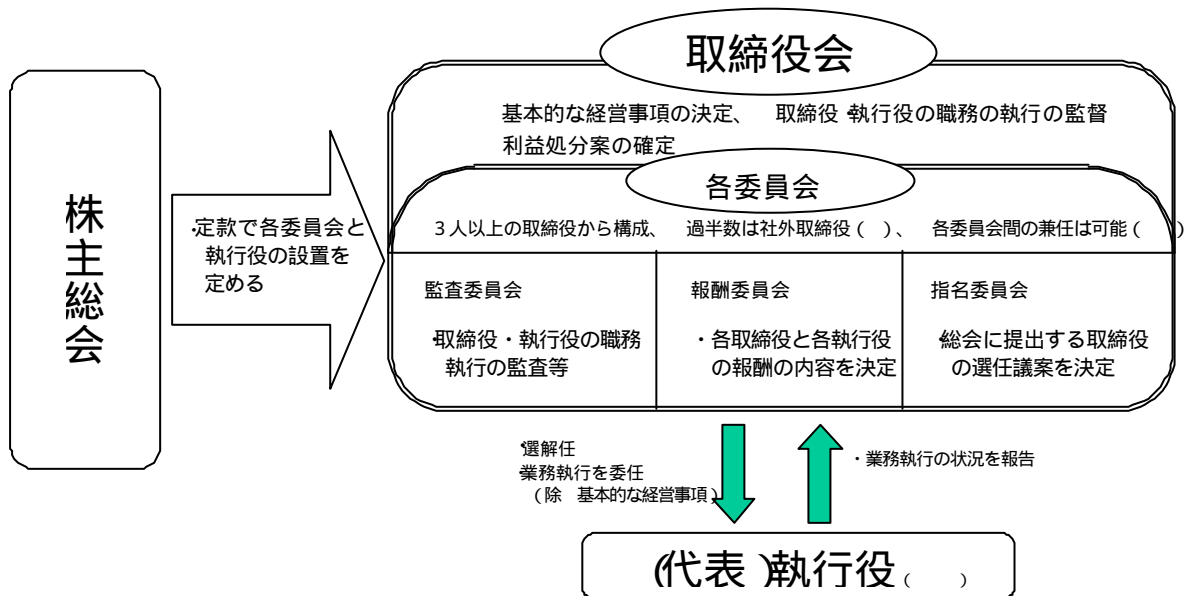 取締役会
基本的な経営事項の決定、 取締役・執行役の職務の執行の監督
利益処分案の確定
各委員会
3人以上の取締役から構成、 過半数は社外取締役( )、 各委員会間の兼任は可能( )
株主総会
・定款で各委員会と
執行役の設置を
定める
監査委員会
・取締役・執行役の職務
執行の監査等
報酬委員会
・各取締役と各執行役
の報酬の内容を決定
指名委員会
・総会に提出する取締役
の選任議案を決定
・選解任
・業務執行を委任
(除 基本的な経営事項)
・業務執行の状況を報告
(代表)執行役( )